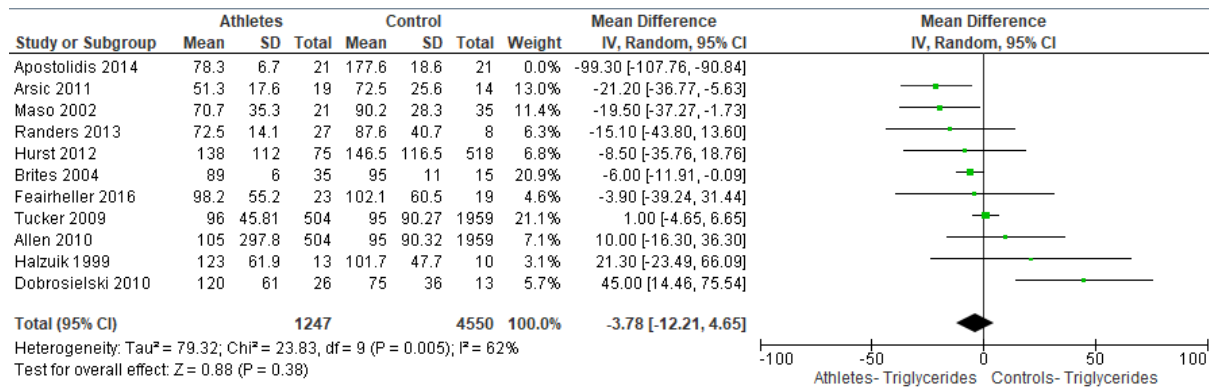 Athletes Control Mean Difference Mean Difference
Study or Subgroup Mean SD Total Mean SD Total Weight IV, Random, 95% CI IV, Random, 95% CI
Apostolidis 2014 78.3 6.7 21 177.6 18.6 21 0.0% -99.30 [-107.76, -90.84]
Arsic 2011 51.3 17.6 19 72.5 25.6 14 13.0% -21.20 [-36.77, -5.63]
Maso 2002 70.7 35.3 21 90.2 28.3 35 11.4% -19.50 [-37.27, -1.73]
Randers 2013 72.5 14.1 27 87.6 40.7 8 6.3% -15.10 [-43.80, 13.60]
Hurst 2012 138 112 75 146.5 116.5 518 6.8% -8.50 [-35.76, 18.76]
Brites 2004 89 6 35 95 11 15 20.9% -6.00 [-11.91, -0.09]
Feairheller 2016 98.2 55.2 23 102.1 60.5 19 4.6% -3.90 [-39.24, 31.44]
Tucker 2009 96 45.81 504 95 90.27 1959 21.1% 1.00 [-4.65, 6.65]
Allen 2010 105 297.8 504 95 90.32 1959 7.1% 10.00 [-16.30, 36.30]
Halzuik 1999 123 61.9 13 101.7 47.7 10 3.1% 21.30 [-23.49, 66.09]
Dobrosielski 2010 120 61 26 75 36 13 5.7% 45.00 [14.46, 75.54]
Total (95% CI) 1247 4550 100.0% -3.78 [-12.21, 4.65]
Heterogeneity: Tau² = 79.32; Chi² = 23.83, df = 9 (P = 0.005); I² = 62%
Test for overall effect: Z = 0.88 (P = 0.38)
-100 -50 0 50 100
Athletes- Triglycerides Controls- Triglycerides